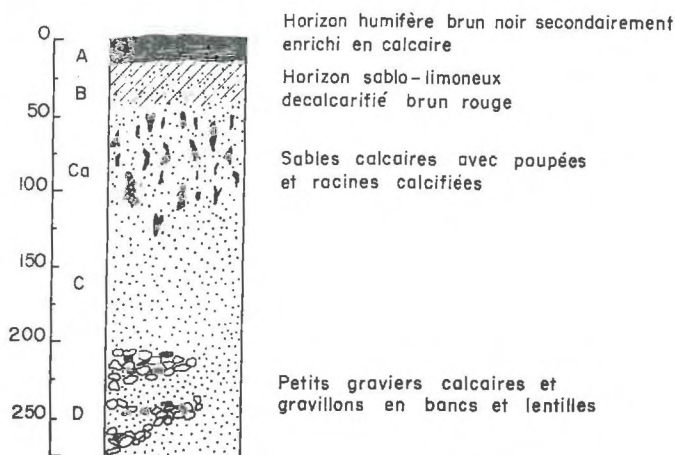 0
Horizon humifère brun noir secondairement
enrichi en calcaire
A
Horizon sablo-limoneux
decalcarifié brun rouge
B
50
Sables calcaires avec poupées
et racines calcifiées
Ca
100
150
C
200
Petits graviers calcaires et
gravillons en bancs et lentilles
250
D